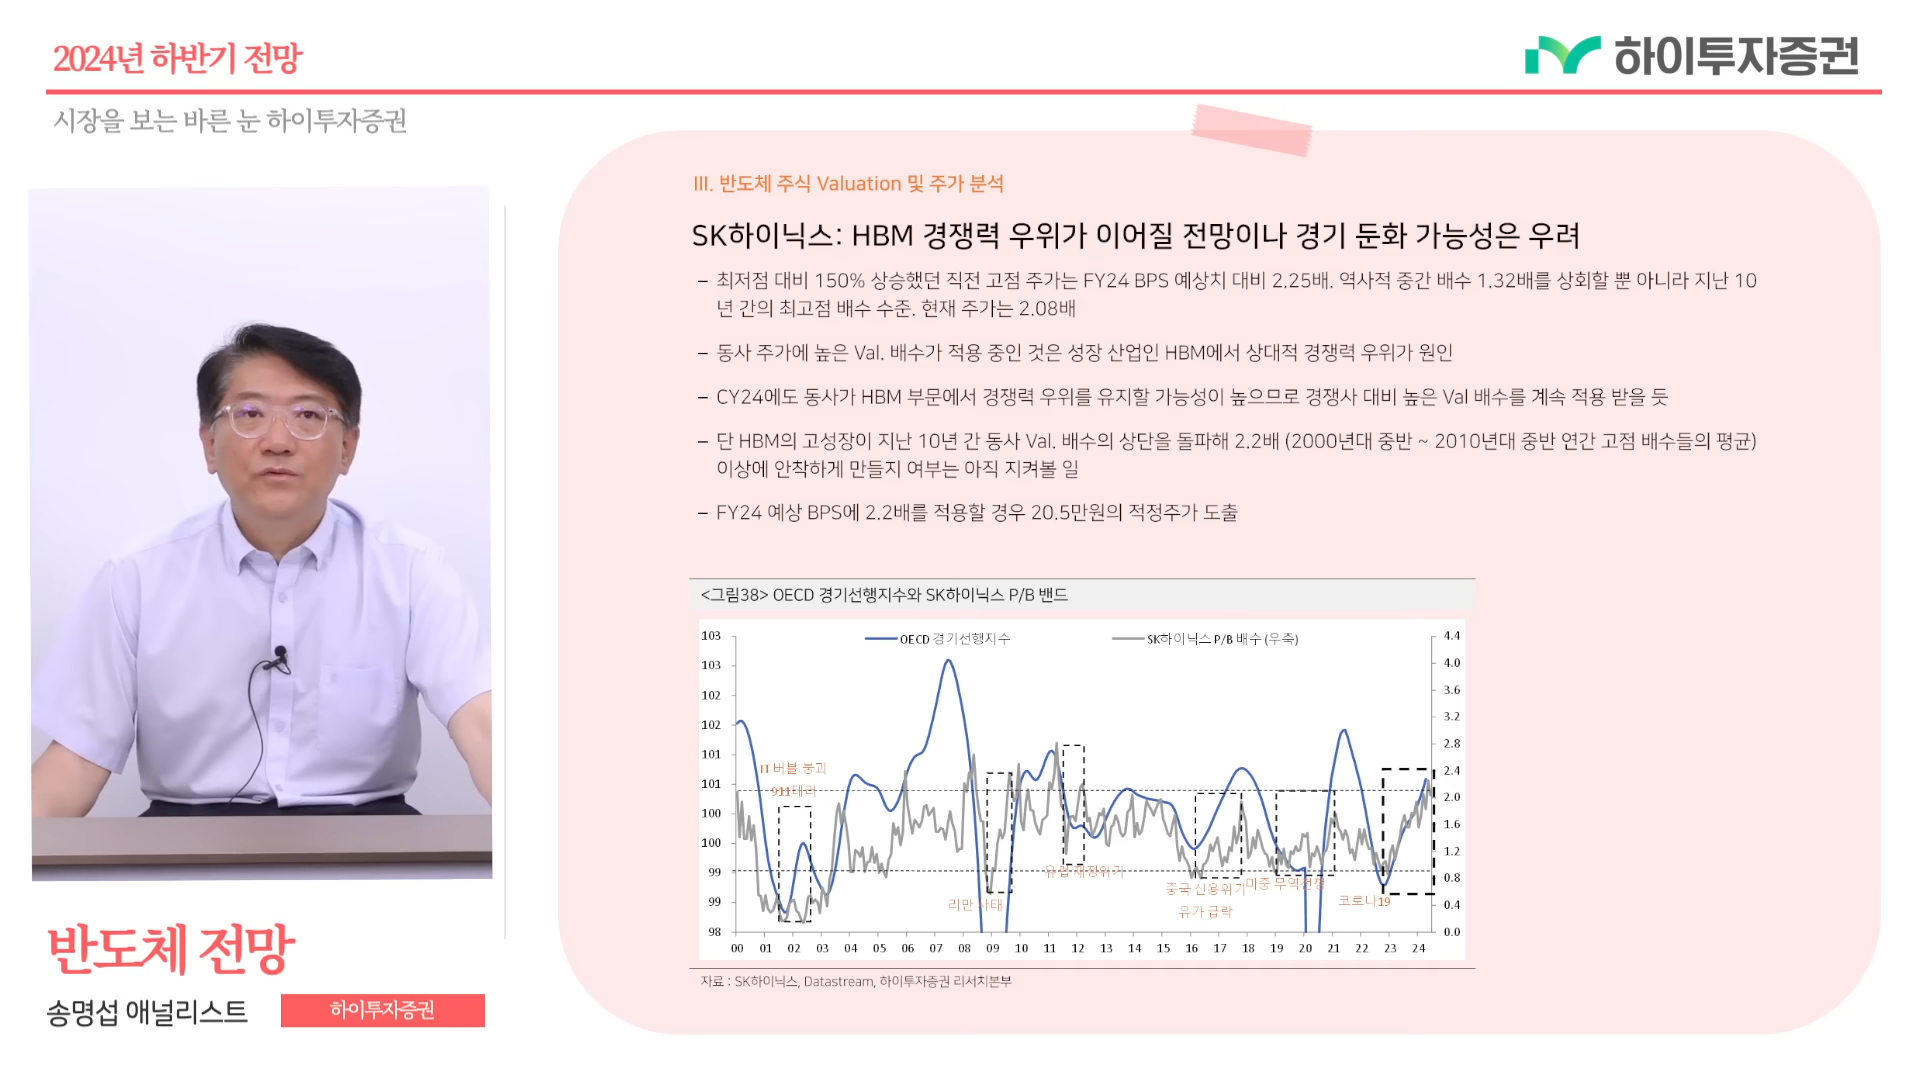 2024년 하반기 전망
하이투자증권
시장을 보는 바른 눈 하이투자증권
III. 반도체 주식 Valuation 및 주가 분석
SK하이닉스: HBM 경쟁력 우위가 이어질 전망이나 경기 둔화 가능성은 우려
– 최저점 대비 150% 상승했던 직전 고점 주가는 FY24 BPS 예상치 대비 2.25배. 역사적 중간 배수 1.32배를 상회할 뿐 아니라 지난 10
년 간의 최고점 배수 수준. 현재 주가는 2.08배
– 동사 주가에 높은 Val. 배수가 적용 중인 것은 성장 산업인 HBM에서 상대적 경쟁력 우위가 원인
– CY24에도 동사가 HBM 부문에서 경쟁력 우위를 유지할 가능성이 높으므로 경쟁사 대비 높은 Val 배수를 계속 적용 받을 듯
– 단 HBM의 고성장이 지난 10년 간 동사 Val. 배수의 상단을 돌파해 2.2배 (2000년대 중반 ~ 2010년대 중반 연간 고점 배수들의 평균)
이상에 안착하게 만들지 여부는 아직 지켜볼 일
– FY24 예상 BPS에 2.2배를 적용할 경우 20.5만원의 적정주가 도출
<그림38> OECD 경기선행지수와 SK하이닉스 P/B 밴드
OECD 경기선행지수
SK하이닉스 P/B 배수 (우축)
103
103
102
102
101
101
100
100
99
99
98
4.4
4.0
3.6
3.2
2.8
2.4
2.0
1.6
1.2
0.8
0.4
0.0
IT 버블 붕괴
911테러
리만 사태
유럽 재정위기
중국 신용위기
유가 급락
미중 무역전쟁
코로나19
00 01 02 03 04 05 06 07 08 09 10 11 12 13 14 15 16 17 18 19 20 21 22 23 24
자료 : SK하이닉스, Datastream, 하이투자증권 리서치본부
반도체 전망
송명섭 애널리스트
하이투자증권